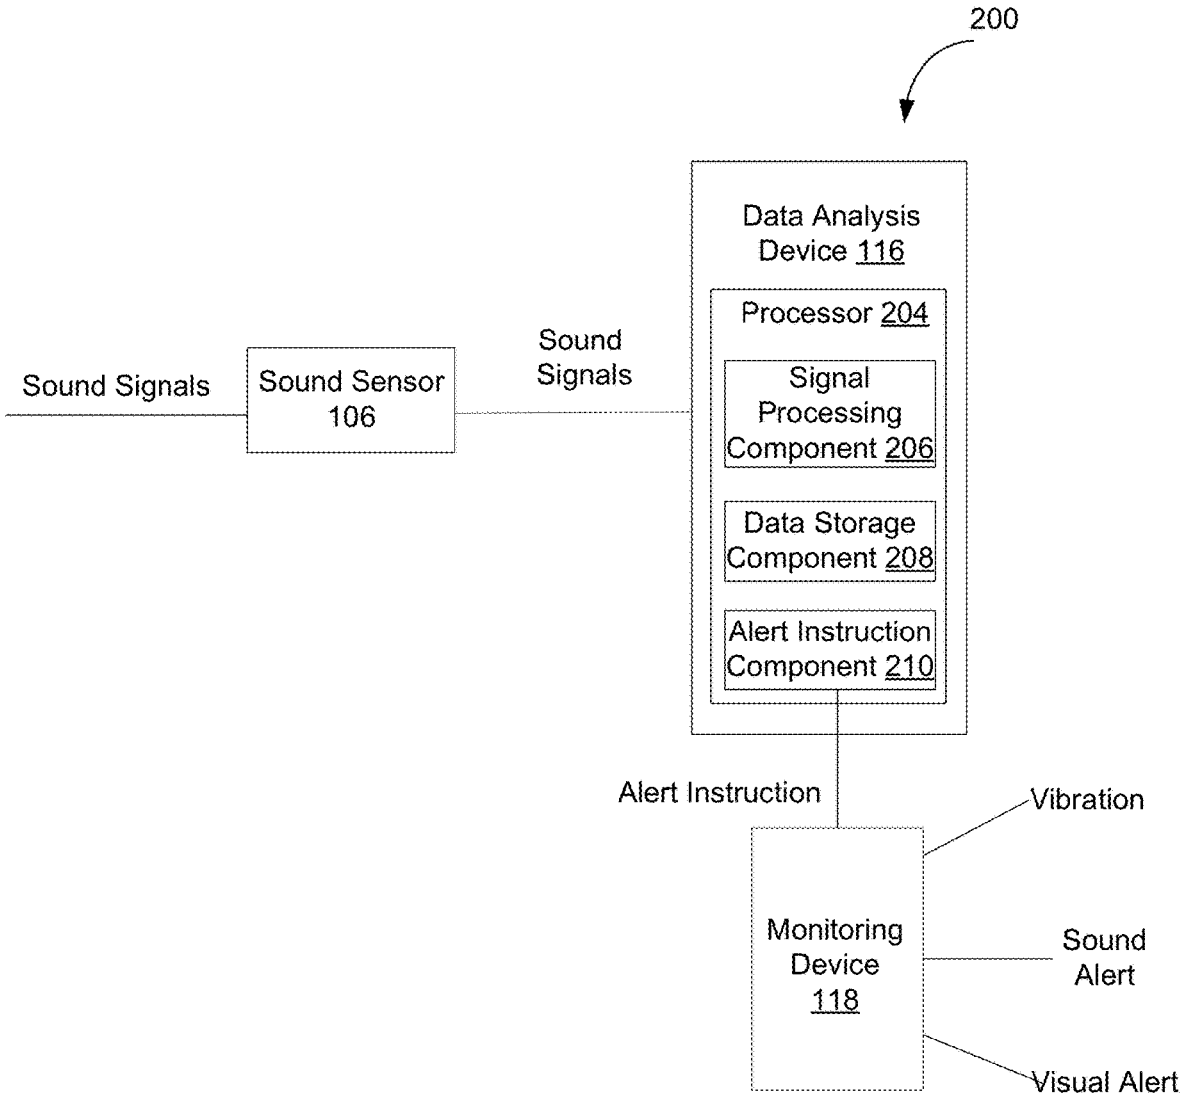 200
Data Analysis
Device 116
Processor 204
Signal
Processing
Component 206
Data Storage
Component 208
Alert Instruction
Component 210
Sound Signals
Sound Sensor
106
Sound
Signals
Alert Instruction
Monitoring
Device
118
Vibration
Sound
Alert
Visual Alert